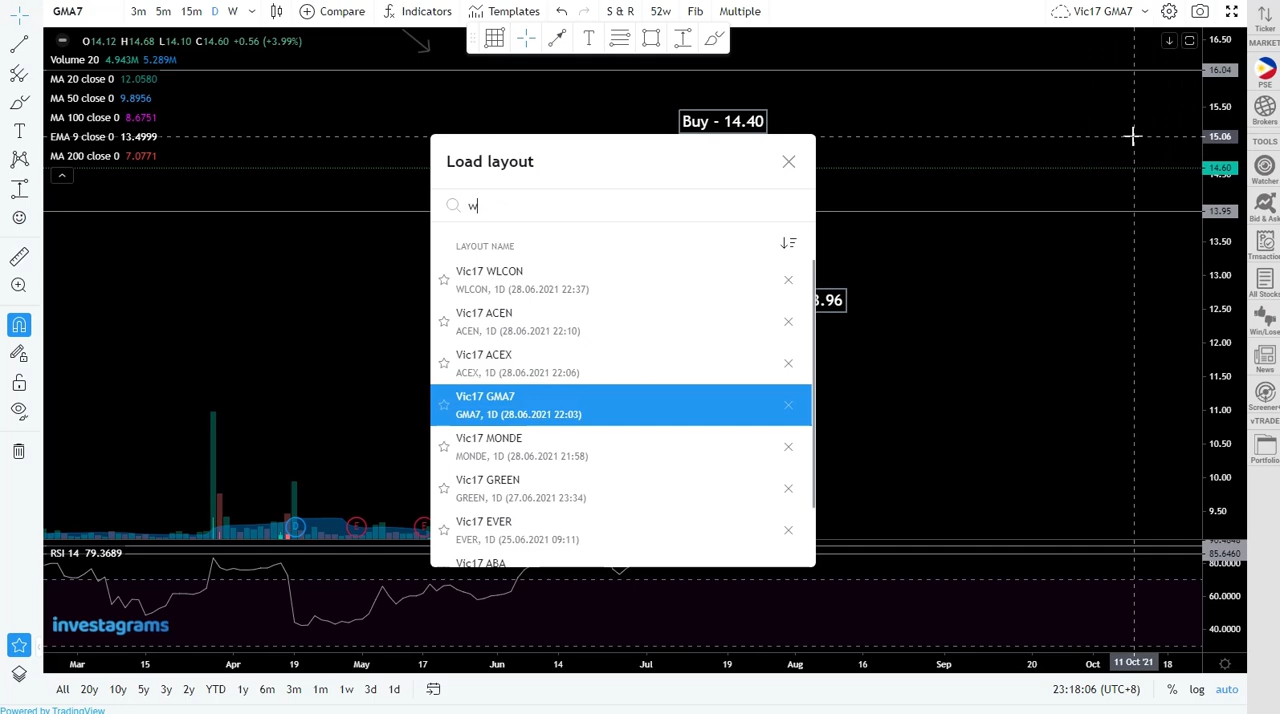 GMA7 3m 5m 15m D W Compare Indicators Templates S & R 52w Fib Multiple Vic17 GMA7
Ticker
MARKET
PSE
Brokers
TOOLS
Watcher
Bid & Ask
Trnsaction
All Stocks
Win/Lose
News
Screener
vTRADE
Portfolio
O14.12 H14.68 L14.10 C14.60 +0.56 (+3.99%)
Volume 20 4.943M 5.289M
MA 20 close 0 12.0580
MA 50 close 0 9.8956
MA 100 close 0 8.6751
EMA 9 close 0 13.4999
MA 200 close 0 7.0771
Buy - 14.40
3.96
Load layout
w
LAYOUT NAME
Vic17 WLCON
WLCON, 1D (28.06.2021 22:37)
Vic17 ACEN
ACEN, 1D (28.06.2021 22:10)
Vic17 ACEX
ACEX, 1D (28.06.2021 22:06)
Vic17 GMA7
GMA7, 1D (28.06.2021 22:03)
Vic17 MONDE
MONDE, 1D (28.06.2021 21:58)
Vic17 GREEN
GREEN, 1D (27.06.2021 23:34)
Vic17 EVER
EVER, 1D (25.06.2021 09:11)
Vic17 ABA
16.50
16.04
15.50
15.06
14.60
13.95
13.50
13.00
12.50
12.00
11.50
11.00
10.50
10.00
9.50
85.6460
80.0000
60.0000
40.0000
D E E
RSI 14 79.3689
investagrams
Mar 15 Apr 19 May 17 Jun 14 Jul 19 Aug 16 Sep 20 Oct 11 Oct '21 18
All 20y 10y 5y 3y 2y YTD 1y 6m 3m 1m 1w 3d 1d 23:18:06 (UTC+8) % log auto
Powered by TradingView